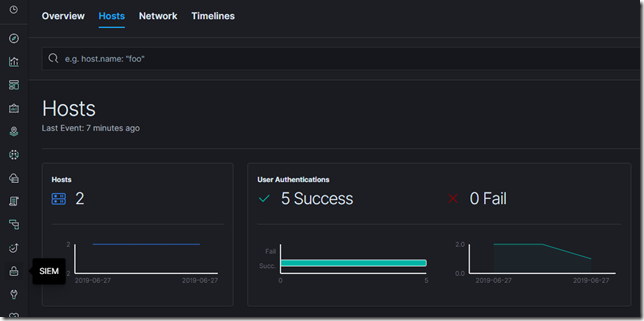 Overview Hosts Network Timelines
e.g. host.name: "foo"
Hosts
Last Event: 7 minutes ago
Hosts
2
User Authentications
5 Success
0 Fail
2
2
2019-06-27 2019-06-27
Fail
Succ.
0 5
2.0
0.0
2019-06-27 2019-06-27
SIEM